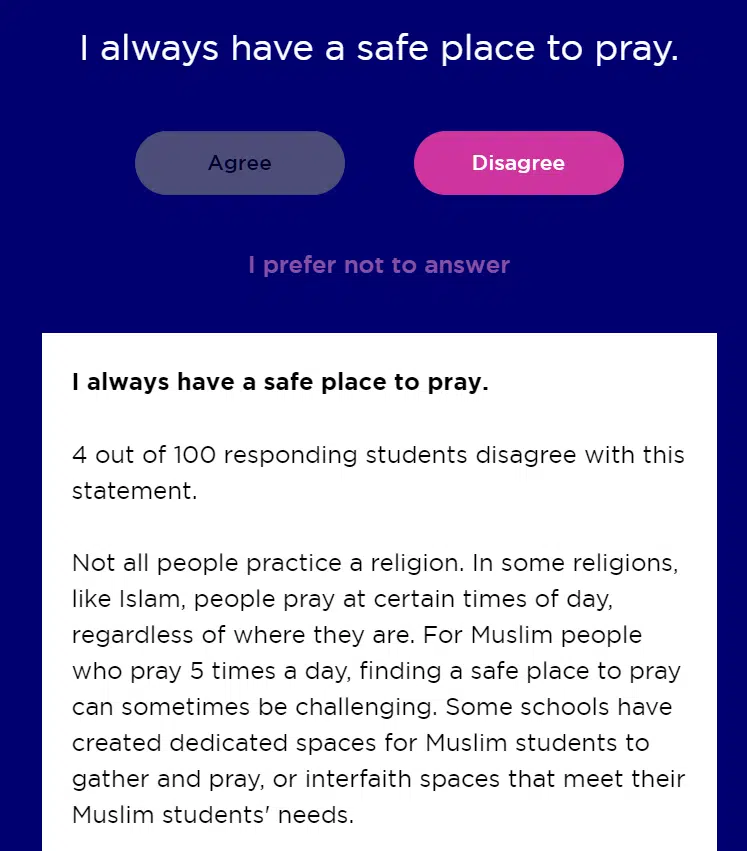 I always have a safe place to pray.
Agree
Disagree
I prefer not to answer
I always have a safe place to pray.
4 out of 100 responding students disagree with this
statement.
Not all people practice a religion. In some religions,
like Islam, people pray at certain times of day,
regardless of where they are. For Muslim people
who pray 5 times a day, finding a safe place to pray
can sometimes be challenging. Some schools have
created dedicated spaces for Muslim students to
gather and pray, or interfaith spaces that meet their
Muslim students' needs.